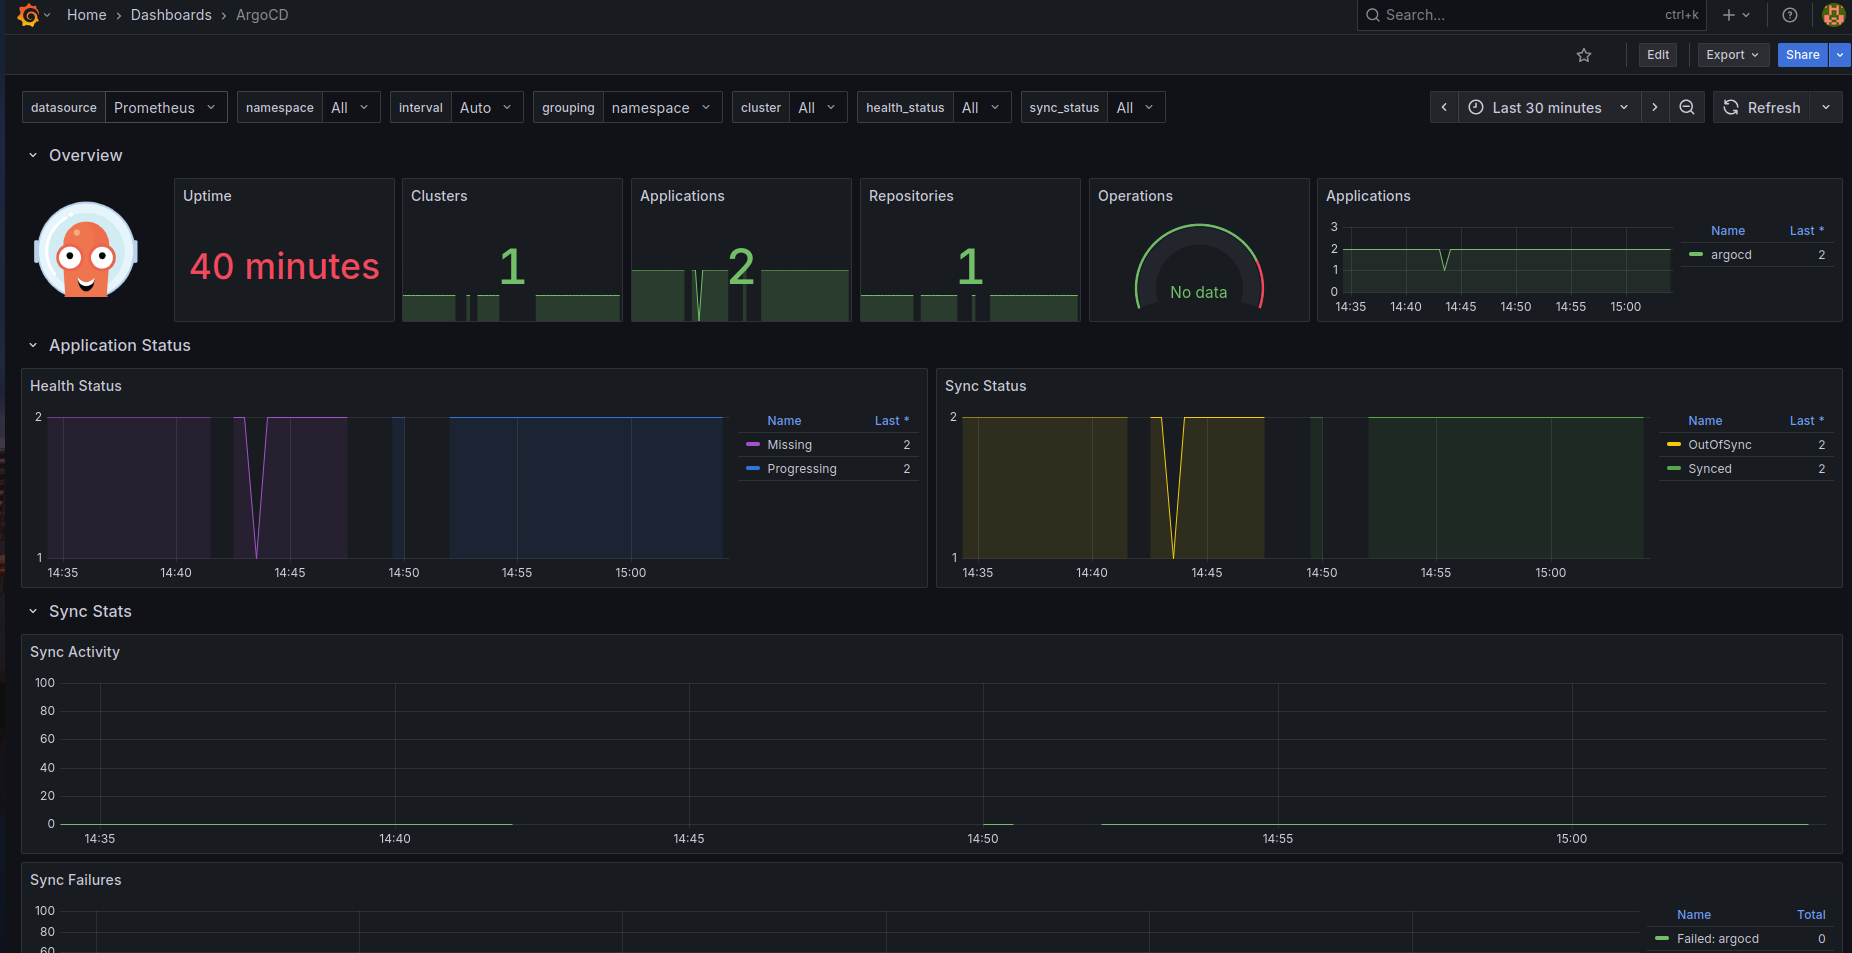 Home › Dashboards › ArgoCD
Search... ctrl+k
Edit Export Share
datasource Prometheus namespace All interval Auto grouping namespace cluster All health_status All sync_status All Last 30 minutes Refresh
Overview
Uptime
40 minutes
Clusters
1
Applications
2
Repositories
1
Operations
No data
Applications
3
2
1
0
14:35 14:40 14:45 14:50 14:55 15:00
Name Last *
argocd 2
Application Status
Health Status
2
1
14:35 14:40 14:45 14:50 14:55 15:00
Name Last *
Missing 2
Progressing 2
Sync Status
2
1
14:35 14:40 14:45 14:50 14:55 15:00
Name Last *
OutOfSync 2
Synced 2
Sync Stats
Sync Activity
100
80
60
40
20
0
14:35 14:40 14:45 14:50 14:55 15:00
Sync Failures
100
80
60
Name Total
Failed: argocd 0